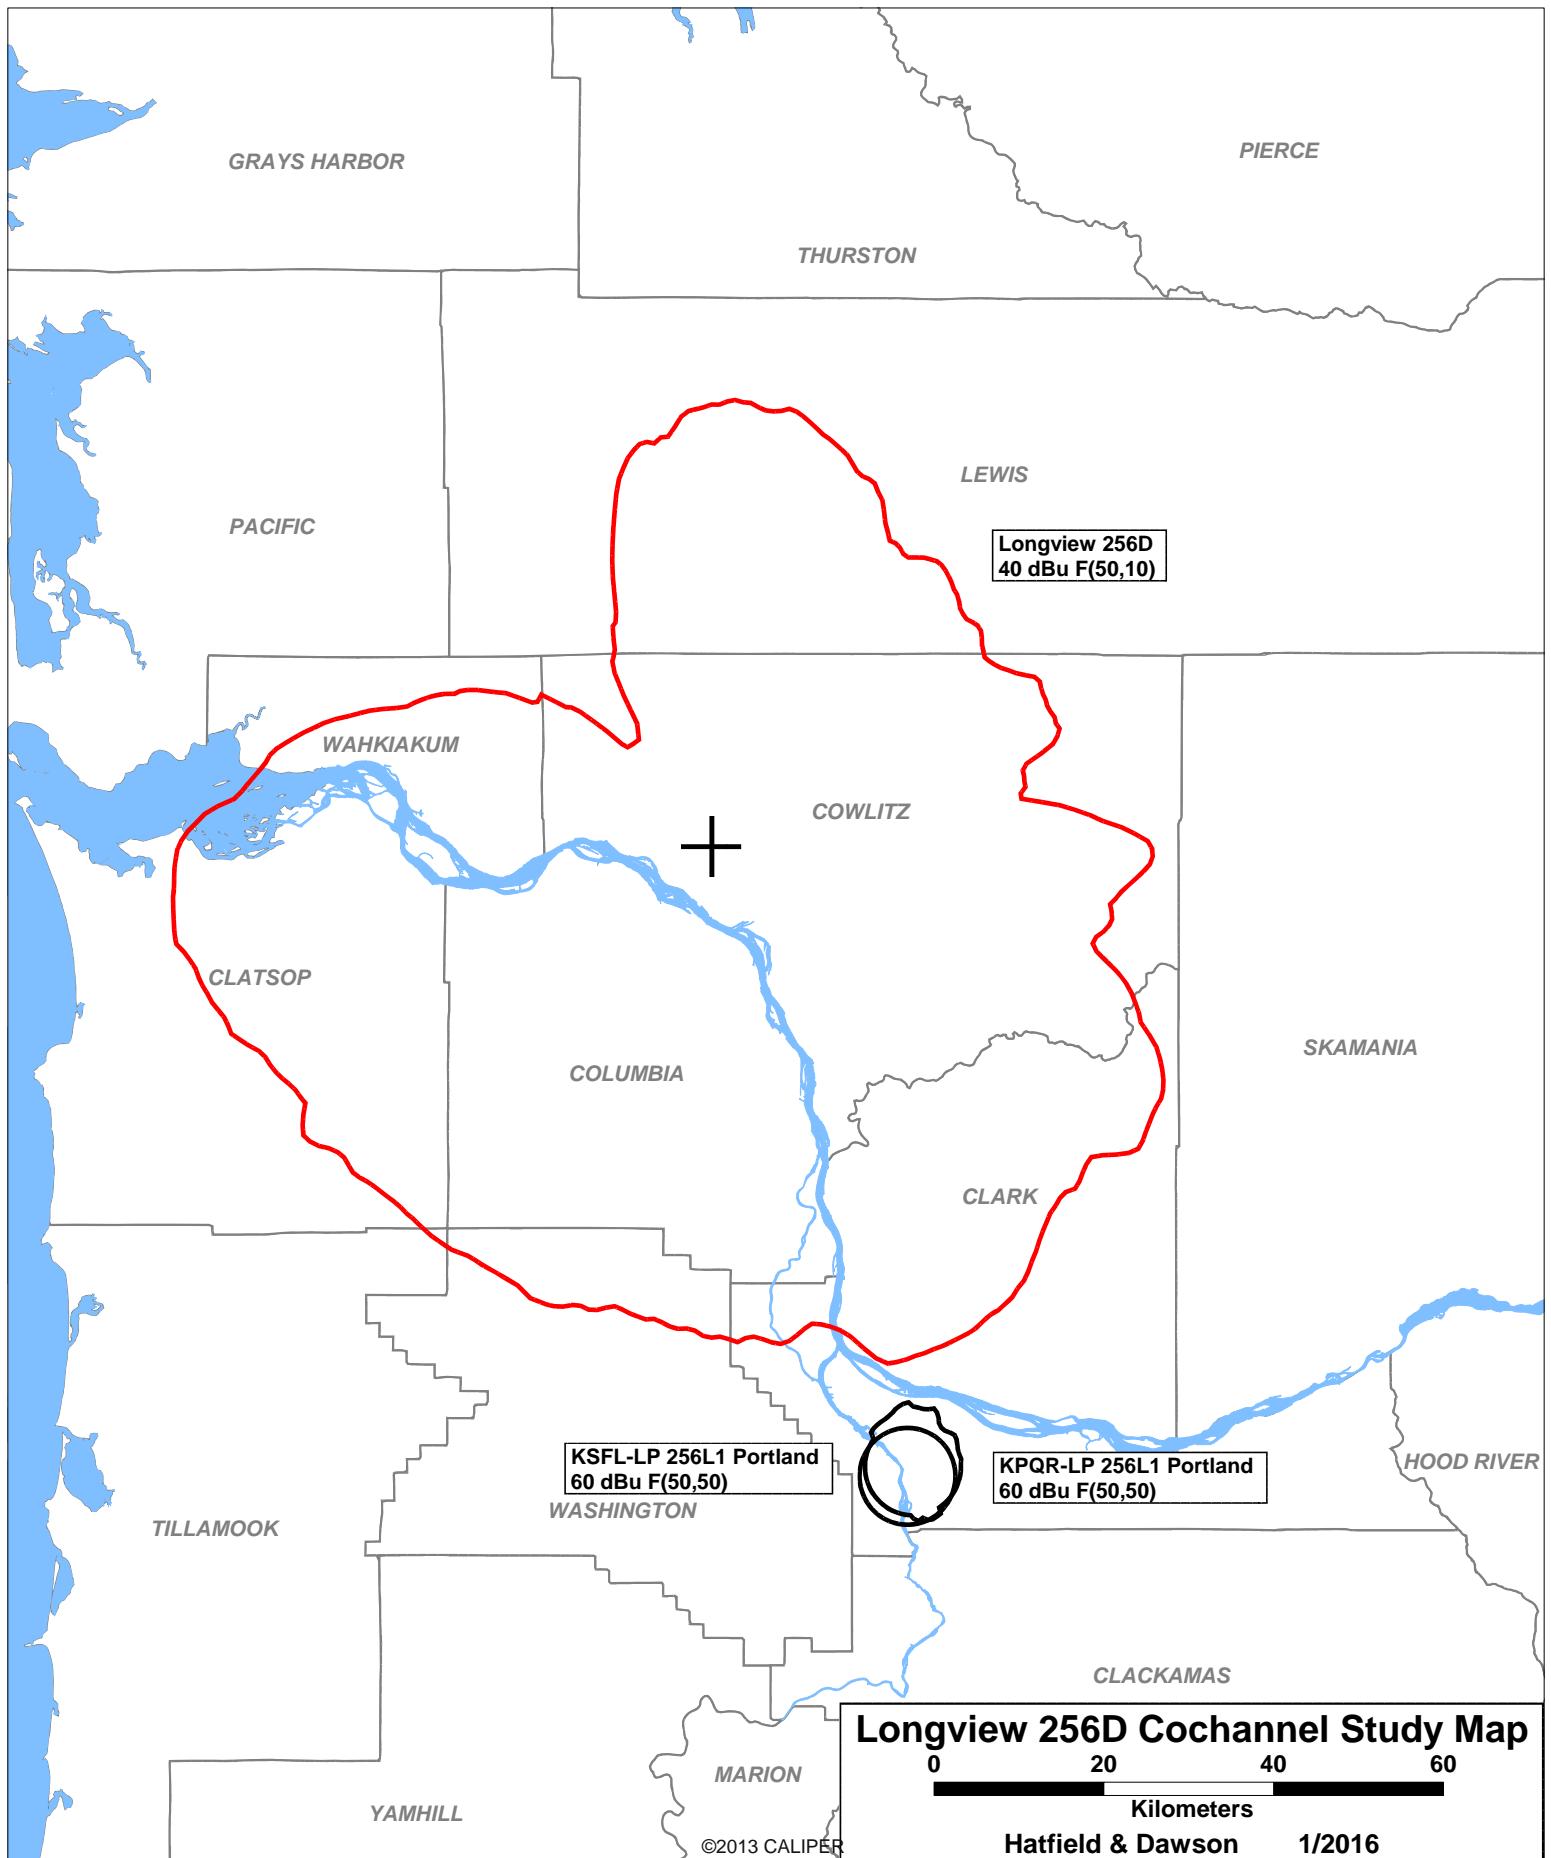 GRAYS HARBOR
PIERCE
THURSTON
LEWIS
PACIFIC
Longview 256D
40 dBu F(50,10)
WAHKIAKUM
COWLITZ
CLATSOP
COLUMBIA
SKAMANIA
CLARK
KSFL-LP 256L1 Portland
60 dBu F(50,50)
KPQR-LP 256L1 Portland
60 dBu F(50,50)
HOOD RIVER
WASHINGTON
TILLAMOOK
CLACKAMAS
MARION
YAMHILL
©2013 CALIPER
Longview 256D Cochannel Study Map
0 20 40 60
Kilometers
Hatfield & Dawson 1/2016